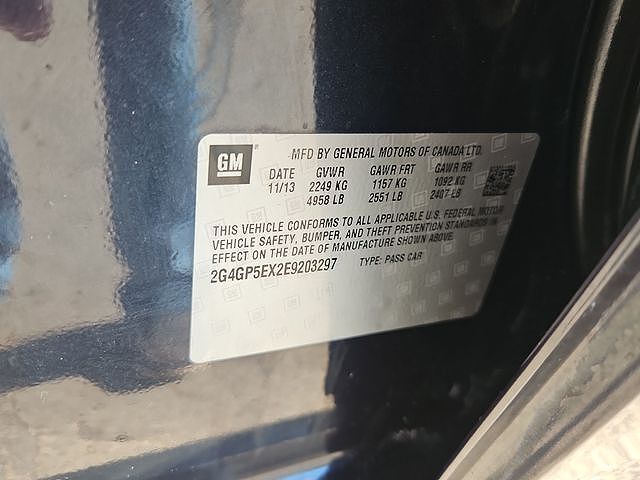 GM
MFD BY GENERAL MOTORS OF CANADA LTD.
DATE GVWR GAWR FRT GAWR RR
11/13 2249 KG 1157 KG 1092 KG
4958 LB 2551 LB 2407 LB
THIS VEHICLE CONFORMS TO ALL APPLICABLE U.S. FEDERAL MOTOR
VEHICLE SAFETY, BUMPER, AND THEFT PREVENTION STANDARDS IN
EFFECT ON THE DATE OF MANUFACTURE SHOWN ABOVE.
2G4GP5EX2E9203297 TYPE: PASS CAR